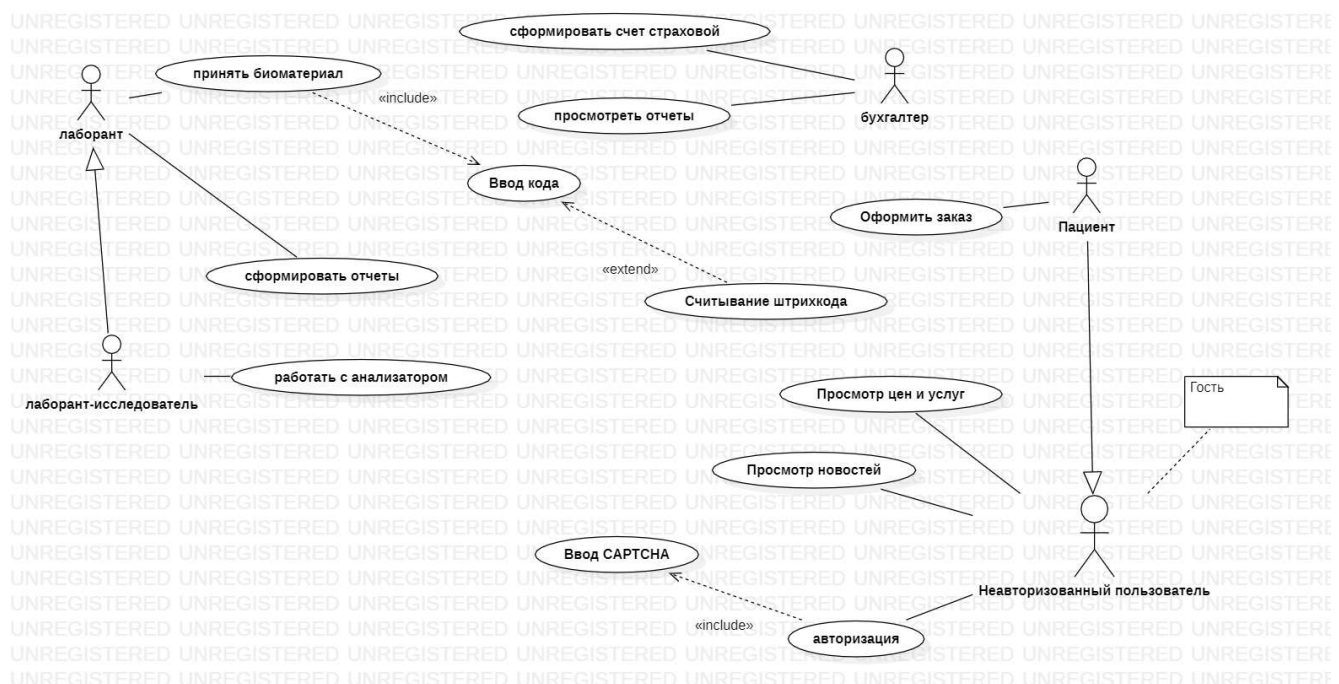 сформировать счет страховой
принять биоматериал
«include»
просмотреть отчеты
бухгалтер
лаборант
Ввод кода
Оформить заказ
Пациент
сформировать отчеты
«extend»
Считывание штрихкода
работать с анализатором
лаборант-исследователь
Просмотр цен и услуг
Гость
Просмотр новостей
Ввод CAPTCHA
Неавторизованный пользователь
«include»
авторизация
UNREGISTERED